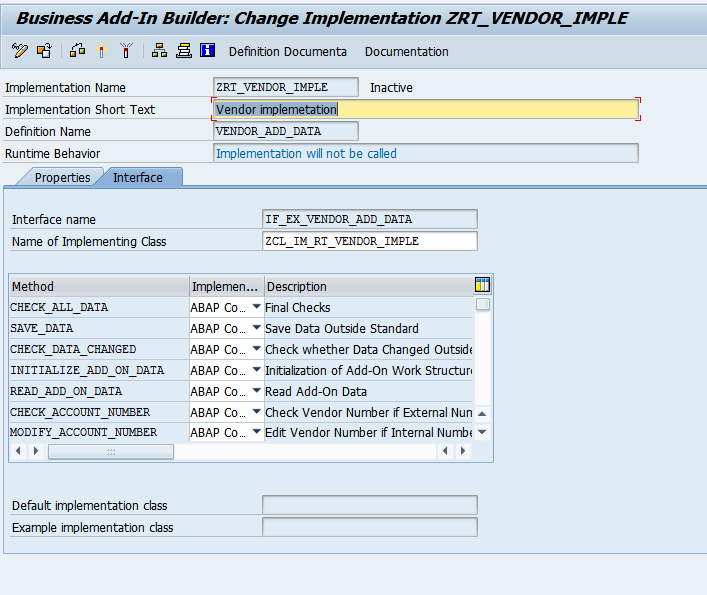 Business Add-In Builder: Change Implementation ZRT_VENDOR_IMPLE
Definition Documenta Documentation
Implementation Name ZRT_VENDOR_IMPLE Inactive
Implementation Short Text Vendor implemetation
Definition Name VENDOR_ADD_DATA
Runtime Behavior Implementation will not be called
Properties Interface
Interface name IF_EX_VENDOR_ADD_DATA
Name of Implementing Class ZCL_IM_RT_VENDOR_IMPLE
Method Implemen... Description
CHECK_ALL_DATA ABAP Co... Final Checks
SAVE_DATA ABAP Co... Save Data Outside Standard
CHECK_DATA_CHANGED ABAP Co... Check whether Data Changed Outside
INITIALIZE_ADD_ON_DATA ABAP Co... Initialization of Add-On Work Structure
READ_ADD_ON_DATA ABAP Co... Read Add-On Data
CHECK_ACCOUNT_NUMBER ABAP Co... Check Vendor Number if External Num
MODIFY_ACCOUNT_NUMBER ABAP Co... Edit Vendor Number if Internal Numbe
Default implementation class
Example implementation class